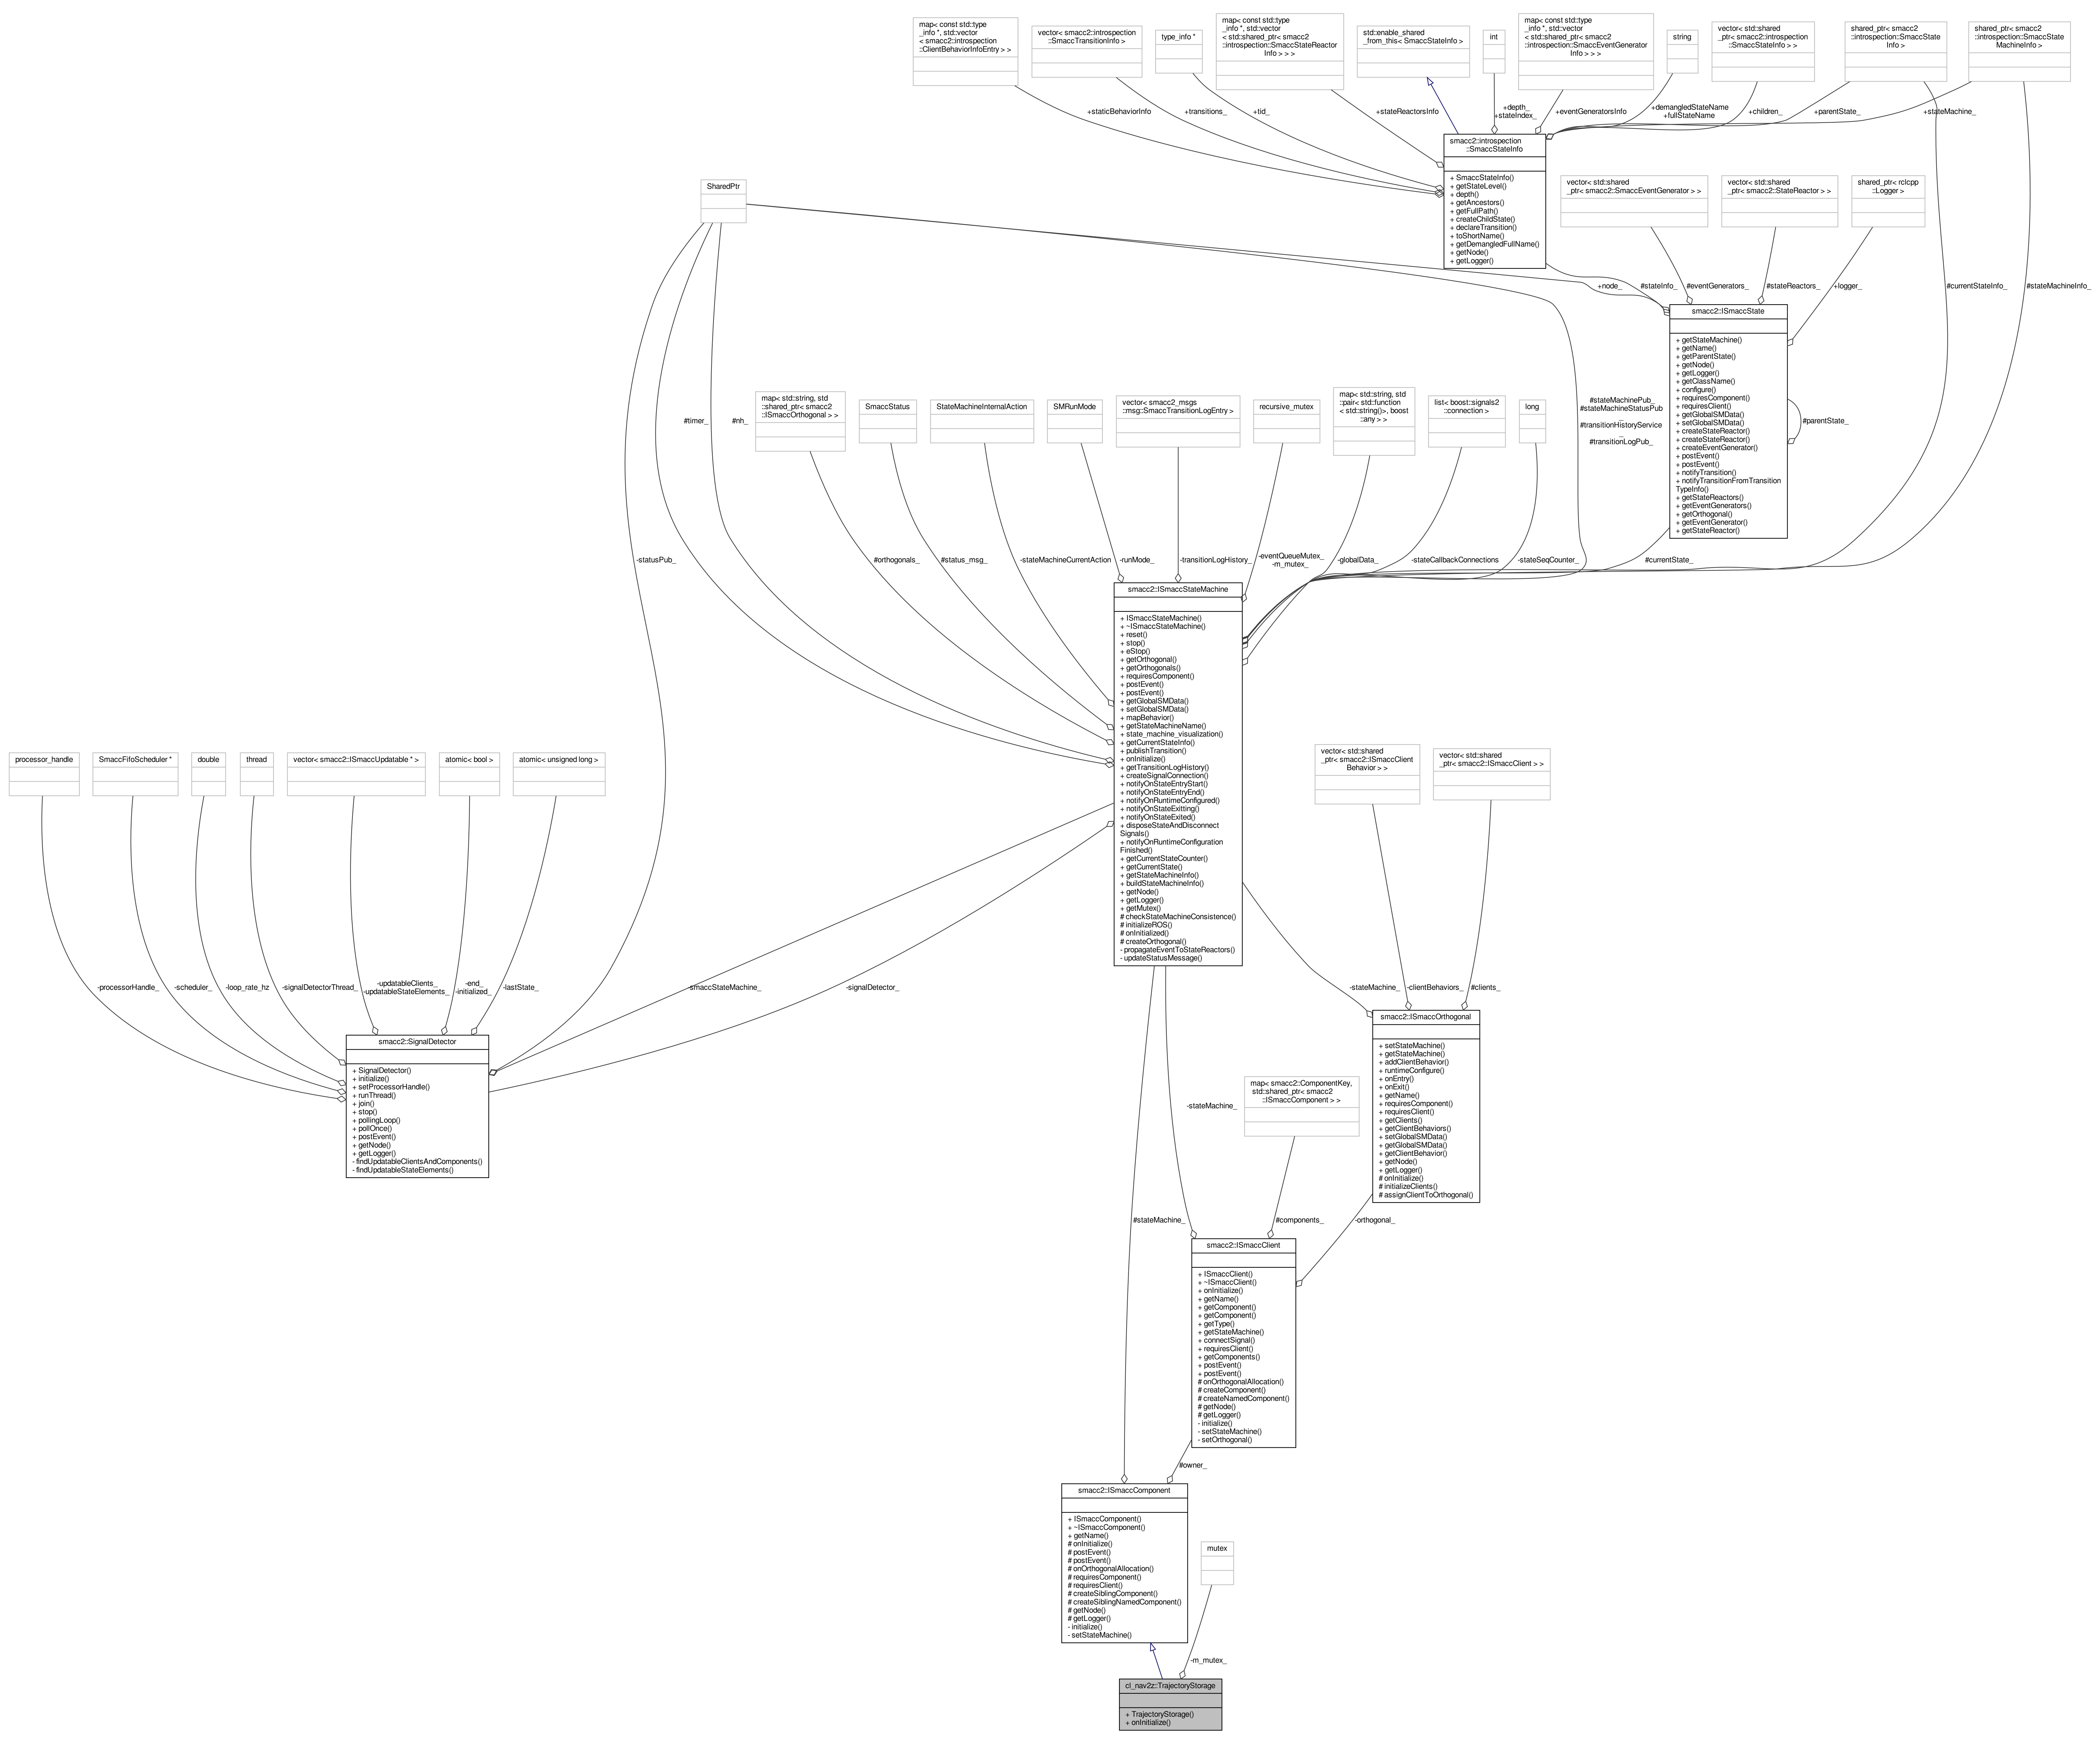 map< const std::type
_info *, std::vector
< smacc2::introspection
::ClientBehaviorInfoEntry > >
vector< smacc2::introspection
::SmaccTransitionInfo >
type_info *
map< const std::type
_info *, std::vector
< std::shared_ptr< smacc2
::introspection::SmaccStateReactor
Info > > >
std::enable_shared
_from_this< SmaccStateInfo >
int
map< const std::type
_info *, std::vector
< std::shared_ptr< smacc2
::introspection::SmaccEventGenerator
Info > > >
string
vector< std::shared
_ptr< smacc2::introspection
::SmaccStateInfo > >
shared_ptr< smacc2
::introspection::SmaccState
Info >
shared_ptr< smacc2
::introspection::SmaccState
MachineInfo >
+staticBehaviorInfo
+transitions_
+tid_
+stateReactorsInfo
+depth_
+stateIndex_
+eventGeneratorsInfo
+demangledStateName
+fullStateName
+children_
+parentState_
+stateMachine_
smacc2::introspection
::SmaccStateInfo
+ SmaccStateInfo()
+ getStateLevel()
+ depth()
+ getAncestors()
+ getFullPath()
+ createChildState()
+ declareTransition()
+ toShortName()
+ getDemangledFullName()
+ getNode()
+ getLogger()
SharedPtr
vector< std::shared
_ptr< smacc2::SmaccEventGenerator > >
vector< std::shared
_ptr< smacc2::StateReactor > >
shared_ptr< rclcpp
::Logger >
+node_
#stateInfo_
#eventGenerators_
#stateReactors_
+logger_
#currentStateInfo_
#stateMachineInfo_
smacc2::ISmaccState
+ getStateMachine()
+ getName()
+ getParentState()
+ getNode()
+ getLogger()
+ getClassName()
+ configure()
+ requiresComponent()
+ requiresClient()
+ getGlobalSMData()
+ setGlobalSMData()
+ createStateReactor()
+ createStateReactor()
+ createEventGenerator()
+ postEvent()
+ postEvent()
+ notifyTransition()
+ notifyTransitionFromTransition
TypeInfo()
+ getStateReactors()
+ getEventGenerators()
+ getOrthogonal()
+ getEventGenerator()
+ getStateReactor()
#parentState_
#timer_
#nh_
map< std::string, std
::shared_ptr< smacc2
::ISmaccOrthogonal > >
SmaccStatus
StateMachineInternalAction
SMRunMode
vector< smacc2_msgs
::msg::SmaccTransitionLogEntry >
recursive_mutex
map< std::string, std
::pair< std::function
< std::string()>, boost
::any > >
list< boost::signals2
::connection >
long
#stateMachinePub_
#stateMachineStatusPub
_
#transitionHistoryService
_
#transitionLogPub_
-statusPub_
#orthogonals_
#status_msg_
-stateMachineCurrentAction
-runMode_
-transitionLogHistory_
-eventQueueMutex_
-m_mutex_
-globalData_
-stateCallbackConnections
-stateSeqCounter_
#currentState_
smacc2::ISmaccStateMachine
+ ISmaccStateMachine()
+ ~ISmaccStateMachine()
+ reset()
+ stop()
+ eStop()
+ getOrthogonal()
+ getOrthogonals()
+ requiresComponent()
+ postEvent()
+ postEvent()
+ getGlobalSMData()
+ setGlobalSMData()
+ mapBehavior()
+ getStateMachineName()
+ state_machine_visualization()
+ getCurrentStateInfo()
+ publishTransition()
+ onInitialize()
+ getTransitionLogHistory()
+ createSignalConnection()
+ notifyOnStateEntryStart()
+ notifyOnStateEntryEnd()
+ notifyOnRuntimeConfigured()
+ notifyOnStateExitting()
+ notifyOnStateExited()
+ disposeStateAndDisconnect
Signals()
+ notifyOnRuntimeConfiguration
Finished()
+ getCurrentStateCounter()
+ getCurrentState()
+ getStateMachineInfo()
+ buildStateMachineInfo()
+ getNode()
+ getLogger()
+ getMutex()
# checkStateMachineConsistence()
# initializeROS()
# onInitialized()
# createOrthogonal()
- propagateEventToStateReactors()
- updateStatusMessage()
processor_handle
SmaccFifoScheduler *
double
thread
vector< smacc2::ISmaccUpdatable * >
atomic< bool >
atomic< unsigned long >
vector< std::shared
_ptr< smacc2::ISmaccClient
Behavior > >
vector< std::shared
_ptr< smacc2::ISmaccClient > >
-processorHandle_
-scheduler_
-loop_rate_hz
-signalDetectorThread_
-updatableClients_
-updatableStateElements_
-end_
-initialized_
-lastState_
-smaccStateMachine_
-signalDetector_
-stateMachine_
-clientBehaviors_
#clients_
smacc2::SignalDetector
+ SignalDetector()
+ initialize()
+ setProcessorHandle()
+ runThread()
+ join()
+ stop()
+ pollingLoop()
+ pollOnce()
+ postEvent()
+ getNode()
+ getLogger()
- findUpdatableClientsAndComponents()
- findUpdatableStateElements()
smacc2::ISmaccOrthogonal
+ setStateMachine()
+ getStateMachine()
+ addClientBehavior()
+ runtimeConfigure()
+ onEntry()
+ onExit()
+ getName()
+ requiresComponent()
+ requiresClient()
+ getClients()
+ getClientBehaviors()
+ setGlobalSMData()
+ getGlobalSMData()
+ getClientBehavior()
+ getNode()
+ getLogger()
# onInitialize()
# initializeClients()
# assignClientToOrthogonal()
map< smacc2::ComponentKey,
std::shared_ptr< smacc2
::ISmaccComponent > >
-stateMachine_
#stateMachine_
#components_
-orthogonal_
smacc2::ISmaccClient
+ ISmaccClient()
+ ~ISmaccClient()
+ onInitialize()
+ getName()
+ getComponent()
+ getComponent()
+ getType()
+ getStateMachine()
+ connectSignal()
+ requiresClient()
+ getComponents()
+ postEvent()
+ postEvent()
# onOrthogonalAllocation()
# createComponent()
# createNamedComponent()
# getNode()
# getLogger()
- initialize()
- setStateMachine()
- setOrthogonal()
#owner_
smacc2::ISmaccComponent
+ ISmaccComponent()
+ ~ISmaccComponent()
+ getName()
# onInitialize()
# postEvent()
# postEvent()
# onOrthogonalAllocation()
# requiresComponent()
# requiresClient()
# createSiblingComponent()
# createSiblingNamedComponent()
# getNode()
# getLogger()
- initialize()
- setStateMachine()
mutex
-m_mutex_
cl_nav2z::TrajectoryStorage
+ TrajectoryStorage()
+ onInitialize()